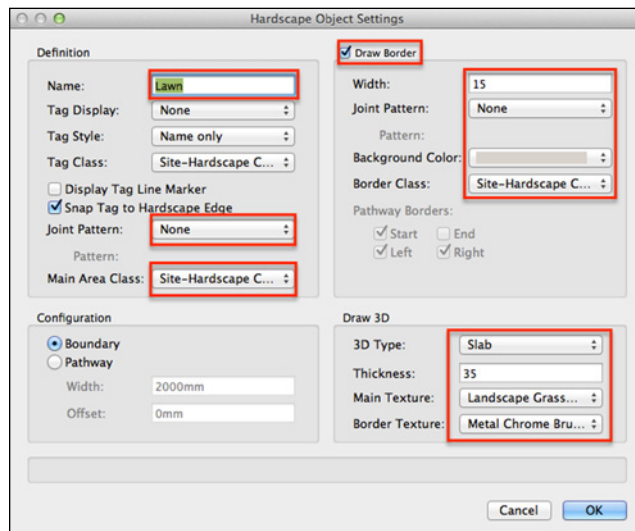 Hardscape Object Settings
Definition
Name: Lawn
Tag Display: None
Tag Style: Name only
Tag Class: Site-Hardscape C...
Display Tag Line Marker
Snap Tag to Hardscape Edge
Joint Pattern: None
Pattern:
Main Area Class: Site-Hardscape C...
Draw Border
Width: 15
Joint Pattern: None
Pattern:
Background Color:
Border Class: Site-Hardscape C...
Pathway Borders:
Start End
Left Right
Configuration
Boundary
Pathway
Width: 2000mm
Offset: 0mm
Draw 3D
3D Type: Slab
Thickness: 35
Main Texture: Landscape Grass...
Border Texture: Metal Chrome Bru...
Cancel OK